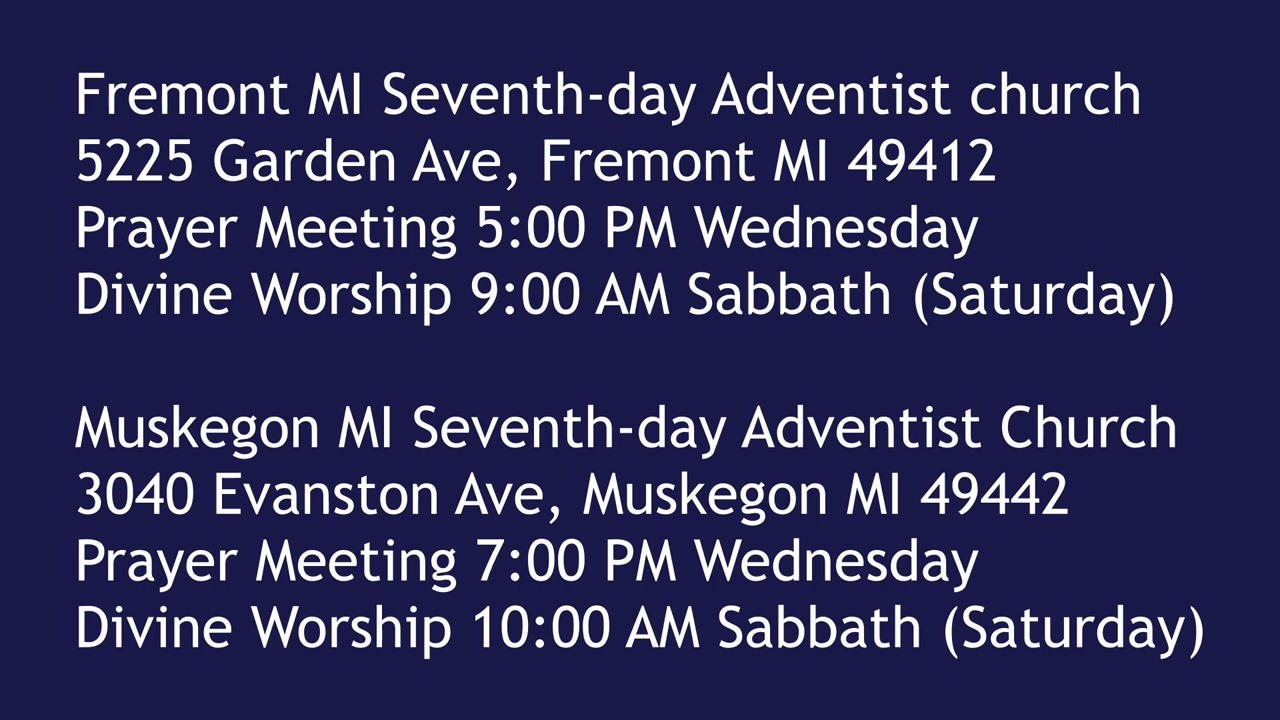 Fremont MI Seventh-day Adventist church
5225 Garden Ave, Fremont MI 49412
Prayer Meeting 5:00 PM Wednesday
Divine Worship 9:00 AM Sabbath (Saturday)
Muskegon MI Seventh-day Adventist Church
3040 Evanston Ave, Muskegon MI 49442
Prayer Meeting 7:00 PM Wednesday
Divine Worship 10:00 AM Sabbath (Saturday)